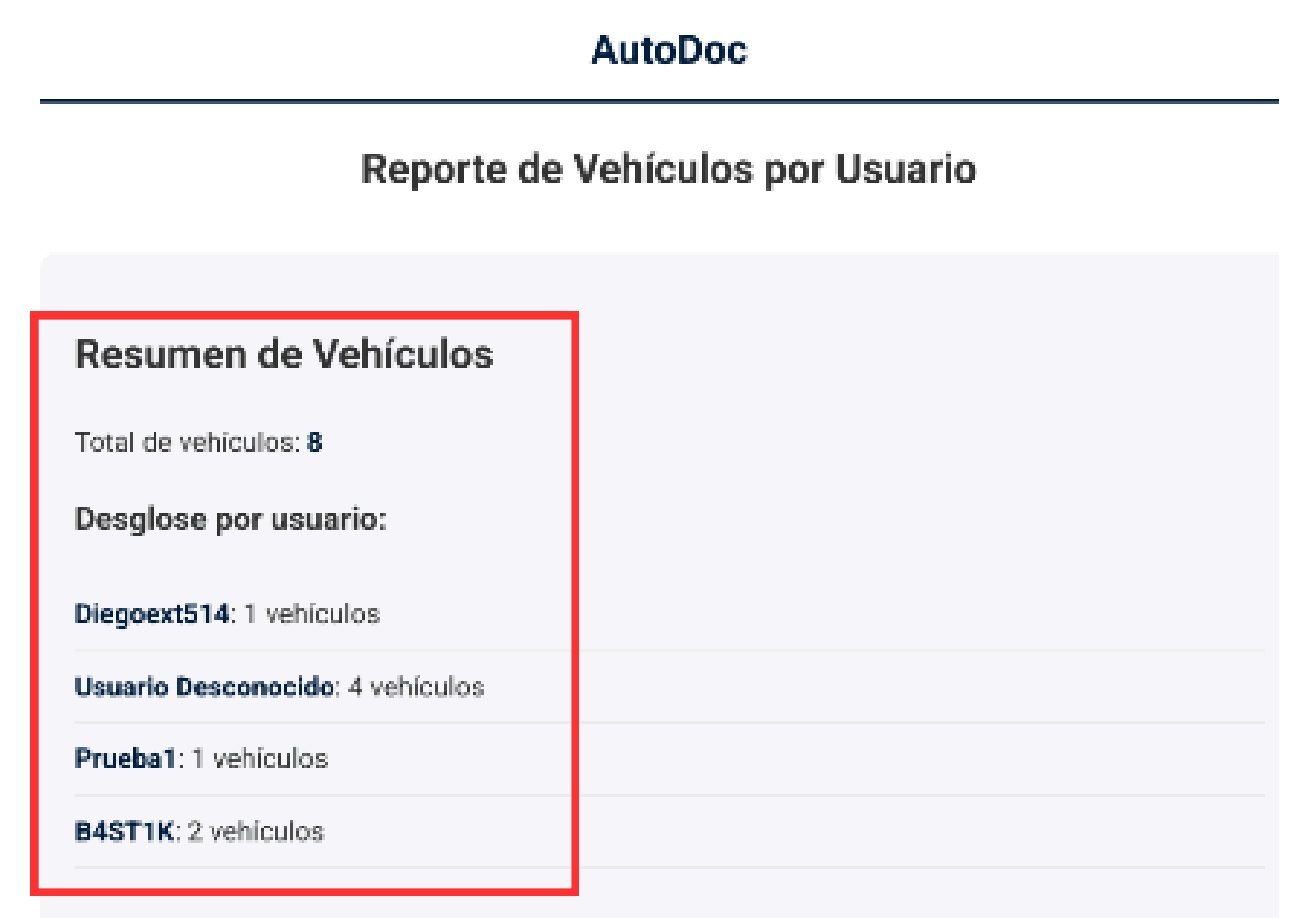 AutoDoc
Reporte de Vehículos por Usuario
Resumen de Vehículos
Total de vehículos: 8
Desglose por usuario:
Diegoext514: 1 vehículos
Usuario Desconocido: 4 vehículos
Prueba1: 1 vehículos
B4ST1K: 2 vehículos